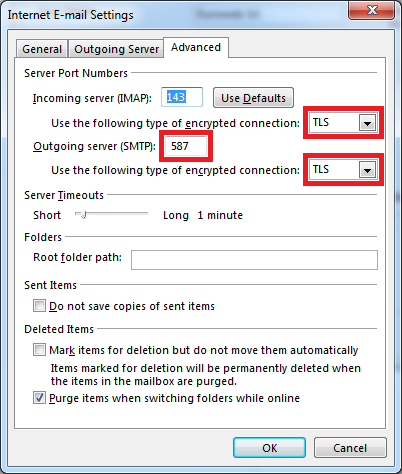 Internet E-mail Settings
General Outgoing Server Advanced
Server Port Numbers
Incoming server (IMAP): 143 Use Defaults
Use the following type of encrypted connection: TLS
Outgoing server (SMTP): 587
Use the following type of encrypted connection: TLS
Server Timeouts
Short Long 1 minute
Folders
Root folder path:
Sent Items
Do not save copies of sent items
Deleted Items
Mark items for deletion but do not move them automatically
Items marked for deletion will be permanently deleted when
the items in the mailbox are purged.
Purge items when switching folders while online
OK Cancel